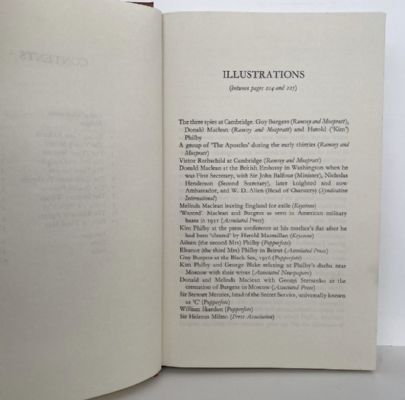 CONTENTS
ILLUSTRATIONS
(between pages 224 and 225)
The three spies at Cambridge. Guy Burgess (Ramsey and Muspratt),
Donald Maclean (Ramsey and Muspratt) and Harold ('Kim')
Philby
A group of 'The Apostles' during the early thirties (Ramsey and
Muspratt)
Victor Rothschild at Cambridge (Ramsey and Muspratt)
Donald Maclean at the British Embassy in Washington when he
was First Secretary, with Sir John Balfour (Minister), Nicholas
Henderson (Second Secretary), later knighted and now
Ambassador, and W. D. Allen (Head of Chancery) (Syndication
International)
Melinda Maclean leaving England for exile (Keystone)
'Wanted.' Maclean and Burgess as seen in American military
bases in 1951 (Associated Press)
Kim Philby at the press conference at his mother's flat after he
had been 'cleared' by Harold Macmillan (Keystone)
Aileen (the second Mrs) Philby (Popperfoto)
Eleanor (the third Mrs) Philby in Beirut (Associated Press)
Guy Burgess at the Black Sea, 1956 (Popperfoto)
Kim Philby and George Blake relaxing at Philby's dacha near
Moscow with their wives (Associated Newspapers)
Donald and Melinda Maclean with Georgi Stetsenko at the
cremation of Burgess in Moscow (Associated Press)
Sir Stewart Menzies, head of the Secret Service, universally known
as 'C' (Popperfoto)
William Skardon (Popperfoto)
Sir Helenus Milmo (Press Association)